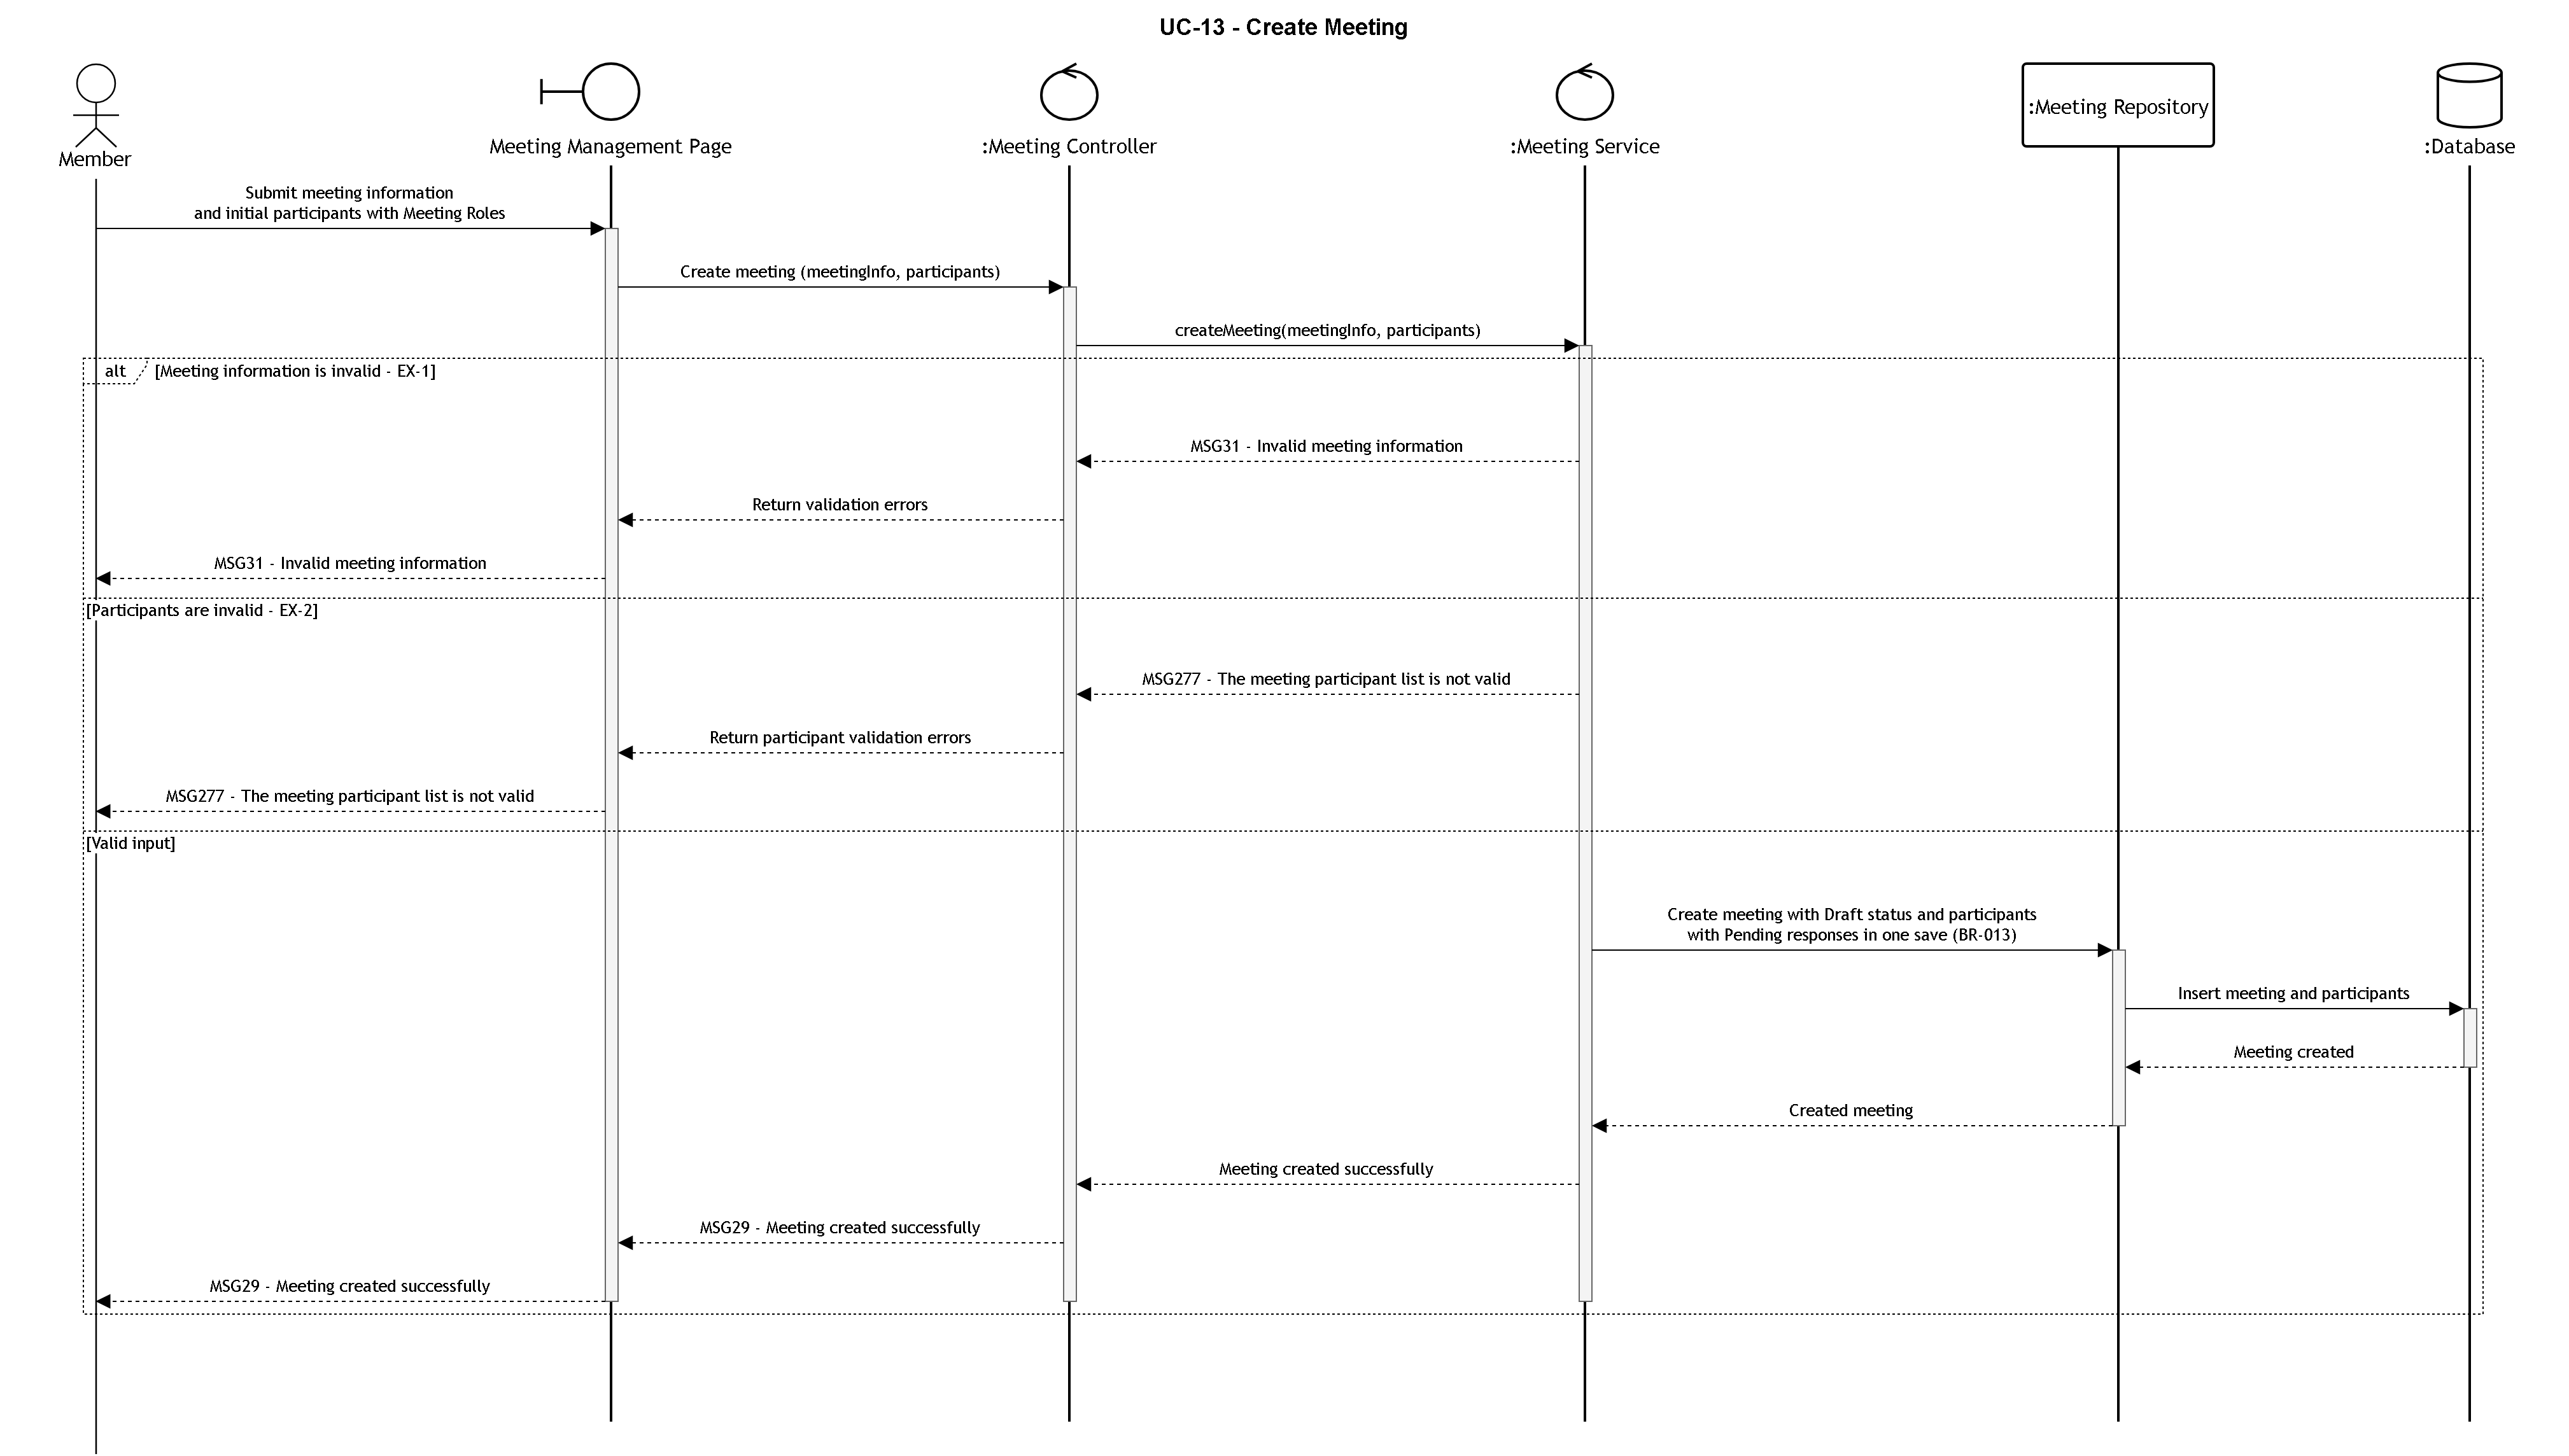 UC-13 - Create Meeting
Member
Meeting Management Page
:Meeting Controller
:Meeting Service
:Meeting Repository
:Database
Submit meeting information
and initial participants with Meeting Roles
Create meeting (meetingInfo, participants)
createMeeting(meetingInfo, participants)
alt
[Meeting information is invalid - EX-1]
MSG31 - Invalid meeting information
Return validation errors
MSG31 - Invalid meeting information
[Participants are invalid - EX-2]
MSG277 - The meeting participant list is not valid
Return participant validation errors
MSG277 - The meeting participant list is not valid
[Valid input]
Create meeting with Draft status and participants
with Pending responses in one save (BR-013)
Insert meeting and participants
Meeting created
Created meeting
Meeting created successfully
MSG29 - Meeting created successfully
MSG29 - Meeting created successfully